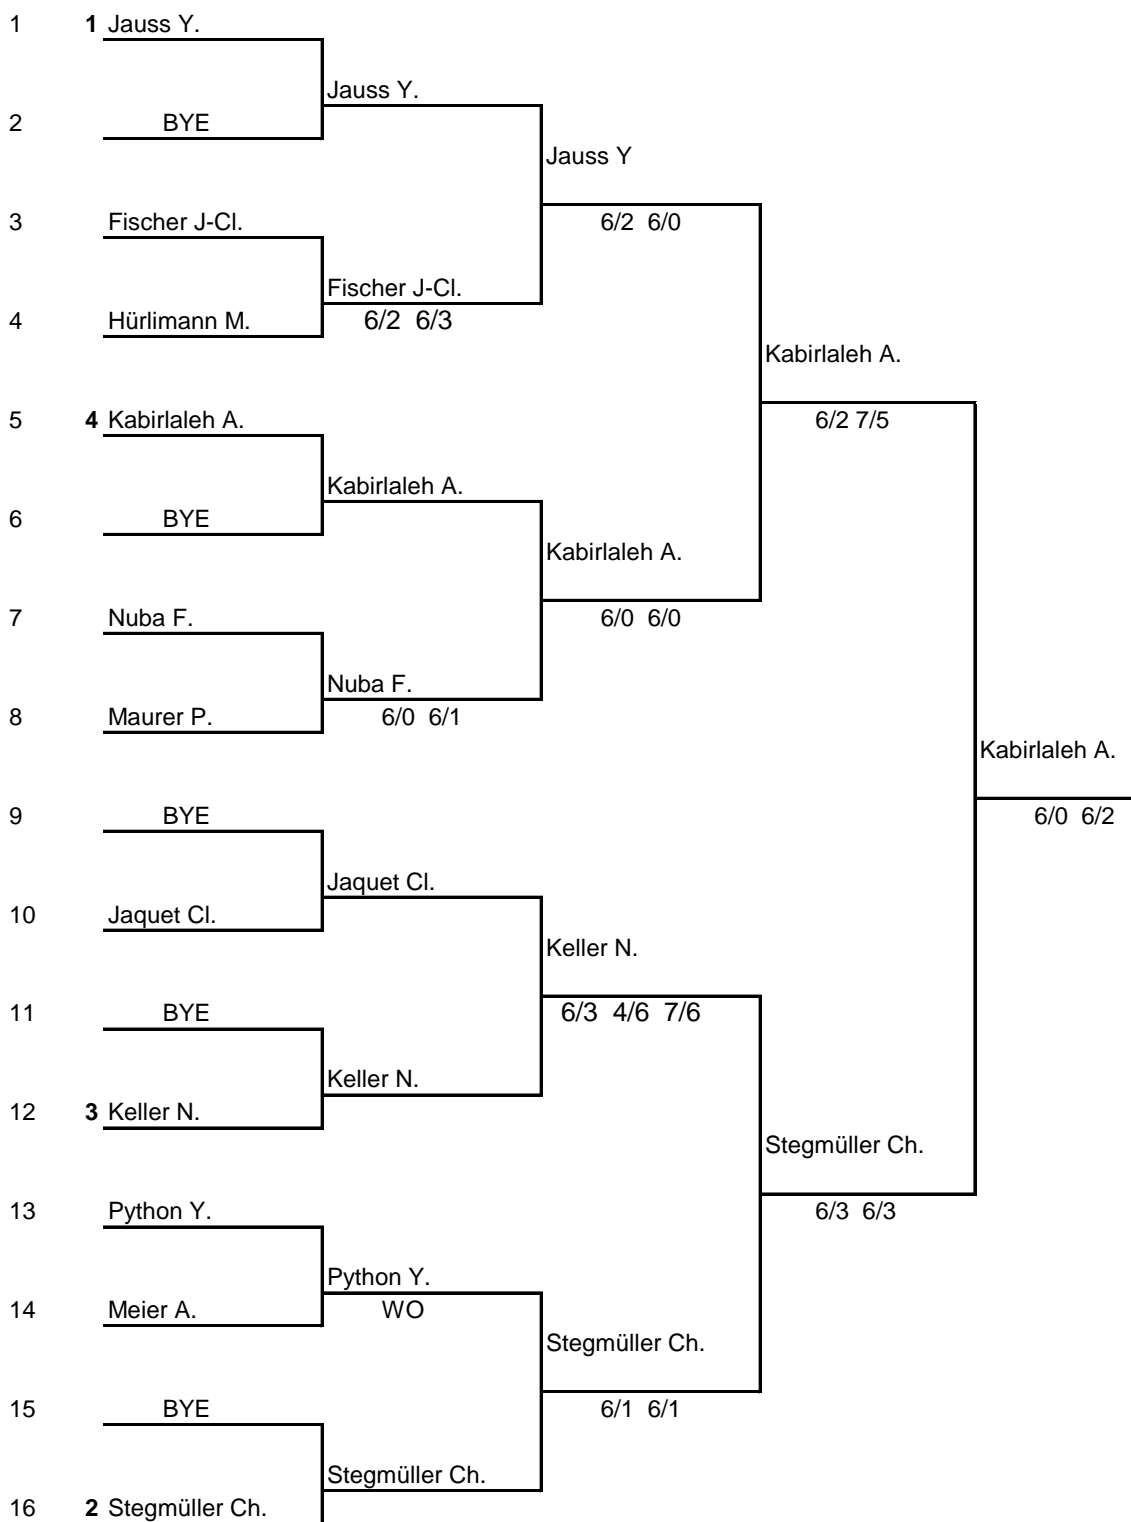 1 1 Jauss Y.
Jauss Y.
2 BYE
Jauss Y
3 Fischer J-Cl.
6/2 6/0
Fischer J-Cl.
4 Hürlimann M.
6/2 6/3
Kabirlaleh A.
5 4 Kabirlaleh A.
6/2 7/5
Kabirlaleh A.
6 BYE
Kabirlaleh A.
7 Nuba F.
6/0 6/0
Nuba F.
8 Maurer P.
6/0 6/1
Kabirlaleh A.
9 BYE
6/0 6/2
Jaquet Cl.
10 Jaquet Cl.
Keller N.
11 BYE
6/3 4/6 7/6
Keller N.
12 3 Keller N.
Stegmüller Ch.
13 Python Y.
6/3 6/3
Python Y.
14 Meier A.
WO
Stegmüller Ch.
15 BYE
6/1 6/1
Stegmüller Ch.
16 2 Stegmüller Ch.